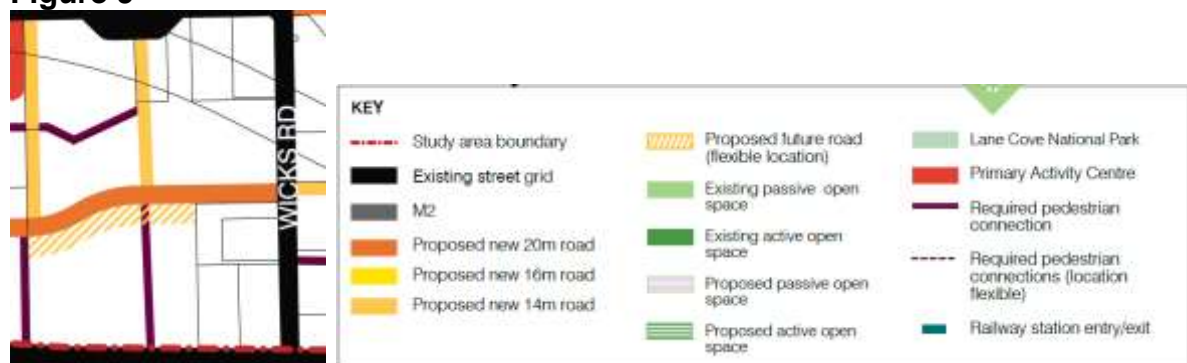 WICKS RD
KEY
Study area boundary
Existing street grid
M2
Proposed new 20m road
Proposed new 16m road
Proposed new 14m road
Proposed future road
(flexible location)
Existing passive open
space
Existing active open
space
Proposed passive open
space
Proposed active open
space
Lane Cove National Park
Primary Activity Centre
Required pedestrian
connection
Required pedestrian
connections (location
flexible)
Railway station entry/exit